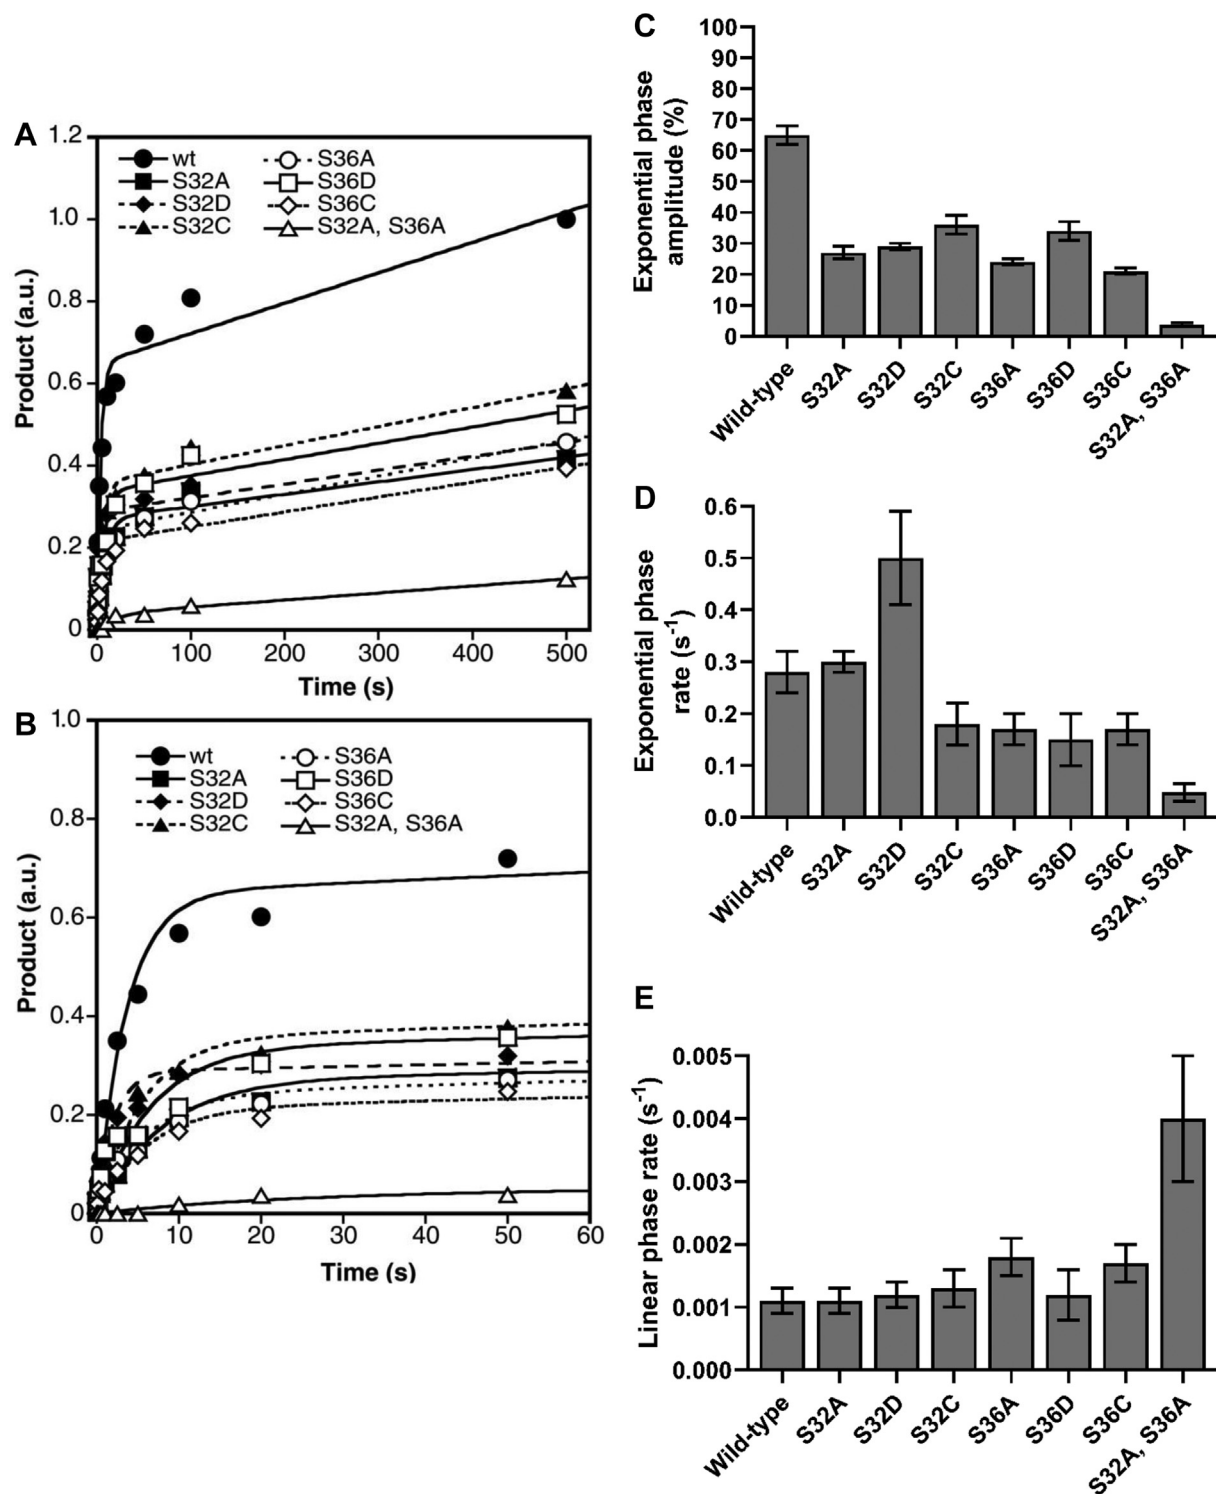 A
1.2
1.0
0.8
0.6
0.4
0.2
0
Product (a.u.)
wt
S32A
S32D
S32C
S36A
S36D
S36C
S32A, S36A
0 100 200 300 400 500
Time (s)
B
1.0
0.8
0.6
0.4
0.2
0
Product (a.u.)
wt
S32A
S32D
S32C
S36A
S36D
S36C
S32A, S36A
0 10 20 30 40 50 60
Time (s)
C
Exponential phase
amplitude (%)
100
90
80
70
60
50
40
30
20
10
0
Wild-type
S32A
S32D
S32C
S36A
S36D
S36C
S32A, S36A
D
Exponential phase
rate (s⁻¹)
0.6
0.5
0.4
0.3
0.2
0.1
0.0
Wild-type
S32A
S32D
S32C
S36A
S36D
S36C
S32A, S36A
E
Linear phase rate (s⁻¹)
0.005
0.004
0.003
0.002
0.001
0.000
Wild-type
S32A
S32D
S32C
S36A
S36D
S36C
S32A, S36A